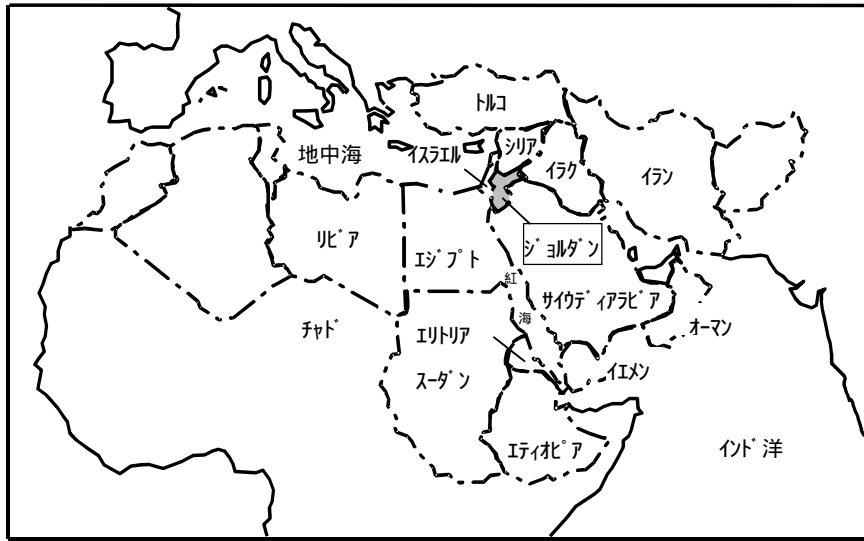 トルコ
地中海
イスラエル
シリア
イラク
イラン
リビア
エジプト
ジョルダン
紅
海
サウディアラビア
チャド
エリトリア
オーマン
スーダン
イエメン
エティオピア
インド洋